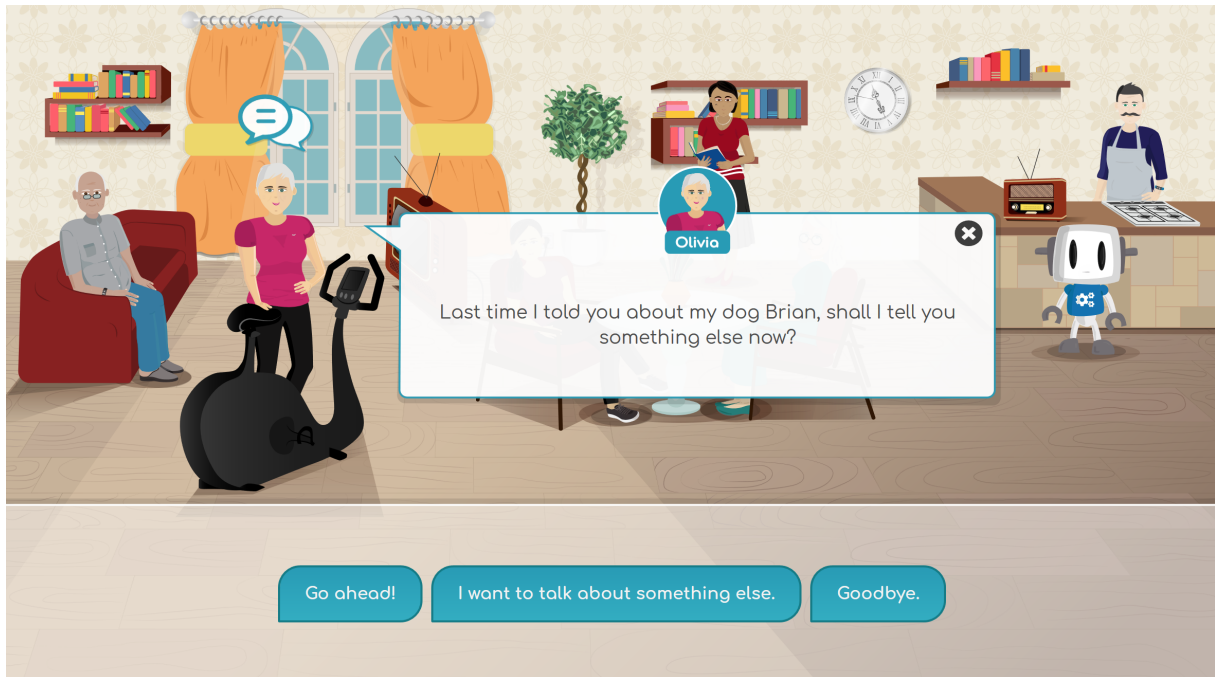 Olivia
Last time I told you about my dog Brian, shall I tell you
something else now?
Go ahead!
I want to talk about something else.
Goodbye.